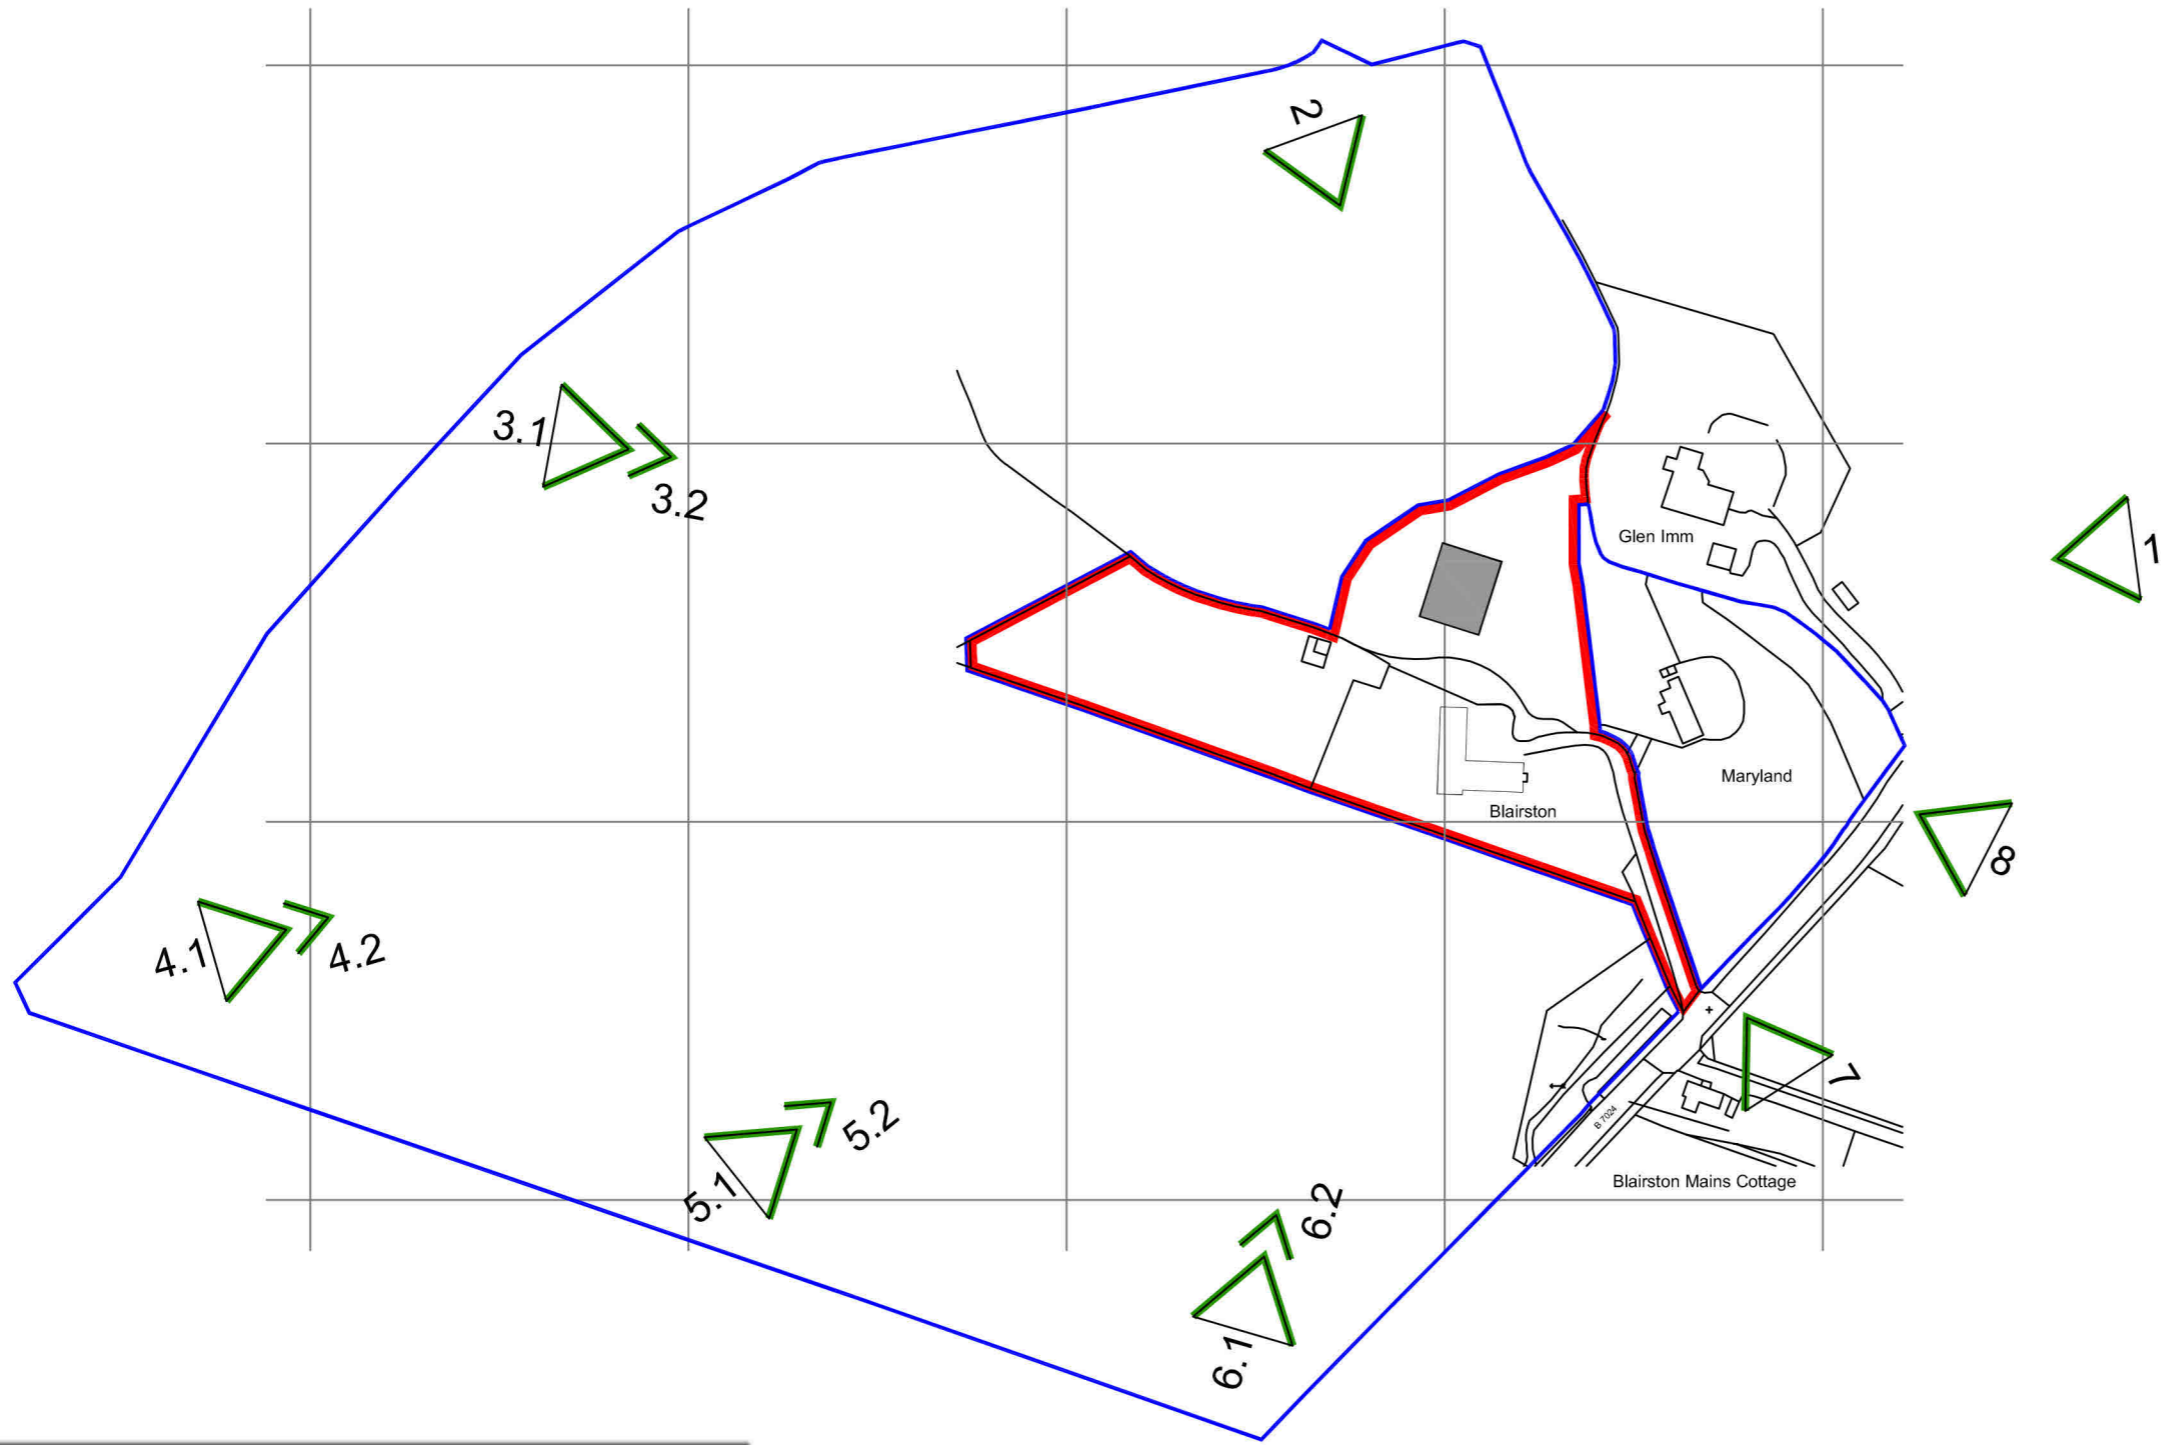 2
3.1
3.2
Glen Imm
1
Maryland
Blairston
8
4.1
4.2
7
B 7024
5.2
5.1
Blairston Mains Cottage
6.2
6.1